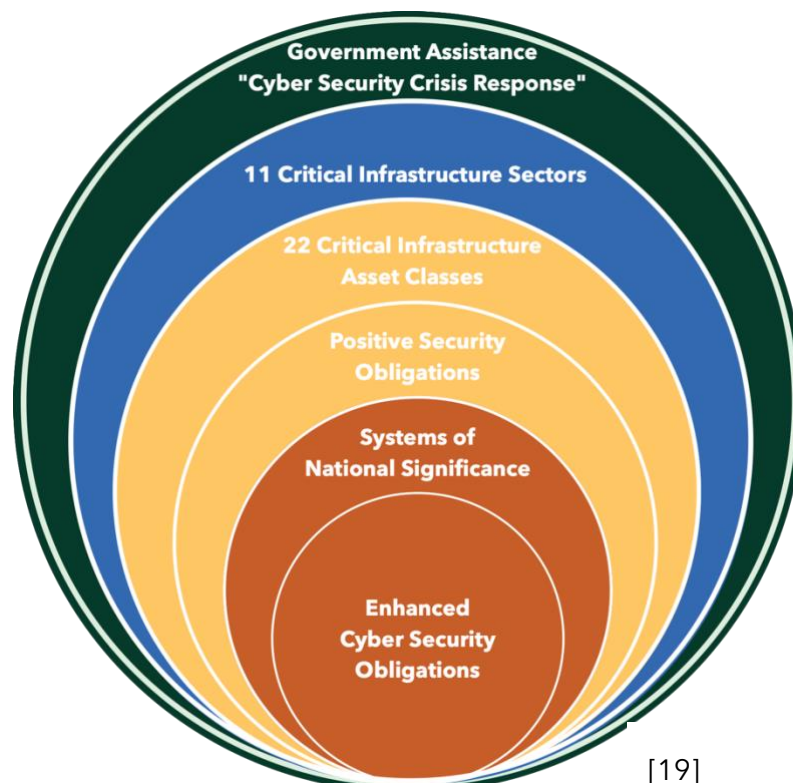 Government Assistance
"Cyber Security Crisis Response"
11 Critical Infrastructure Sectors
22 Critical Infrastructure
Asset Classes
Positive Security
Obligations
Systems of
National Significance
Enhanced
Cyber Security
Obligations
[19]